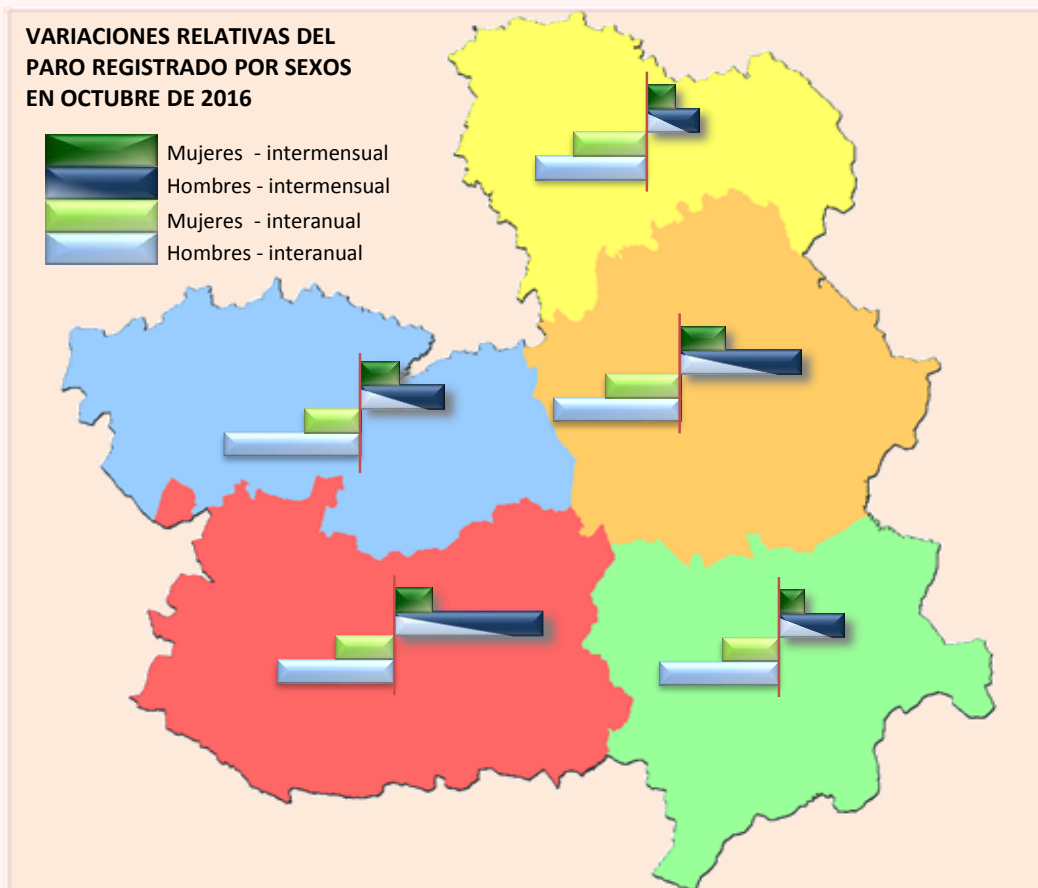 VARIACIONES RELATIVAS DEL
PARO REGISTRADO POR SEXOS
EN OCTUBRE DE 2016
Mujeres - intermensual
Hombres - intermensual
Mujeres - interanual
Hombres - interanual